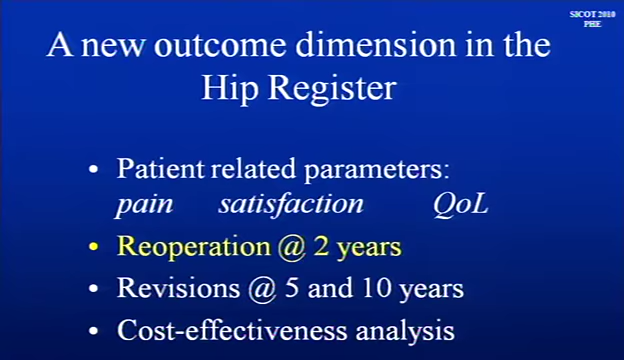 SICOT 2010
PHE
A new outcome dimension in the
Hip Register
• Patient related parameters:
pain satisfaction QoL
• Reoperation @ 2 years
• Revisions @ 5 and 10 years
• Cost-effectiveness analysis